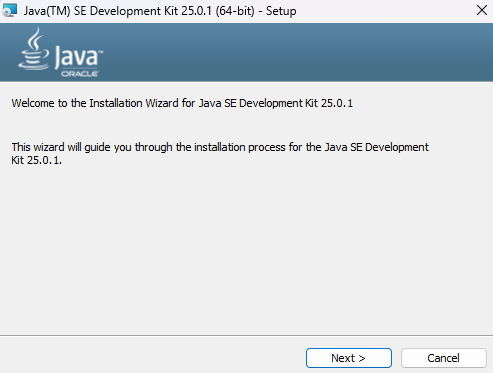 Java(TM) SE Development Kit 25.0.1 (64-bit) - Setup
Java™
ORACLE
Welcome to the Installation Wizard for Java SE Development Kit 25.0.1
This wizard will guide you through the installation process for the Java SE Development
Kit 25.0.1.
Next >
Cancel